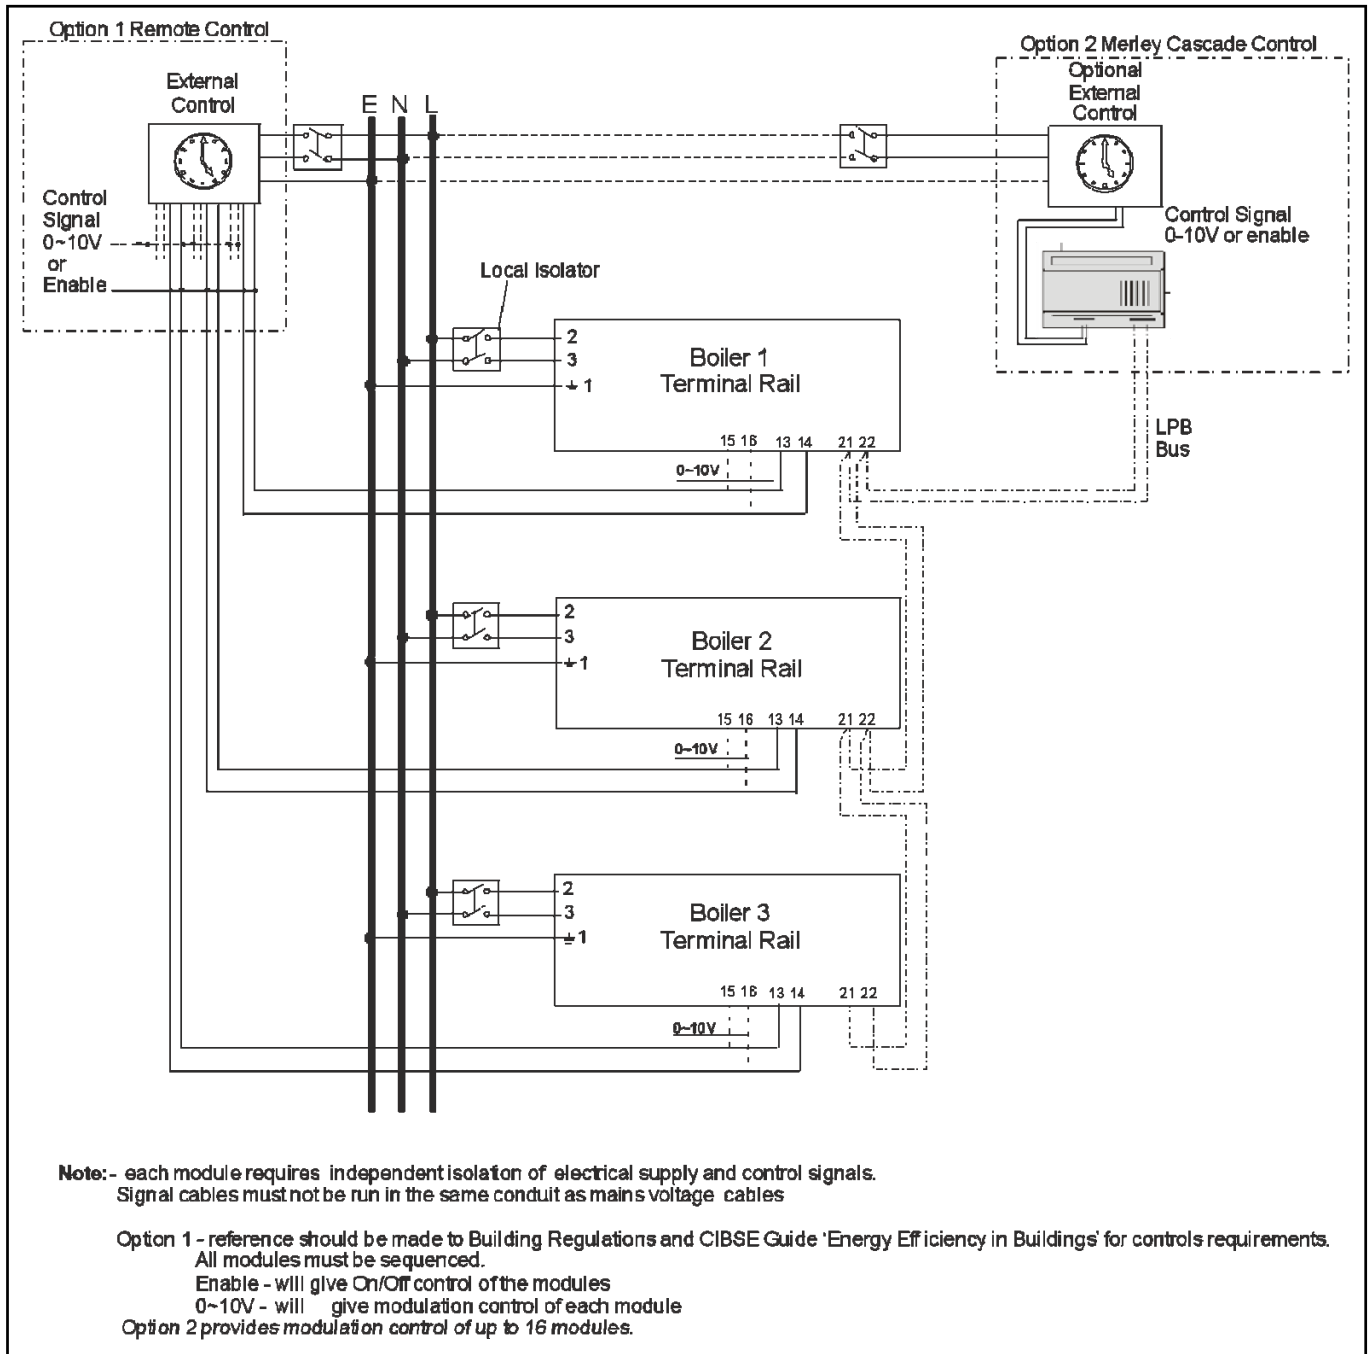 Option 1 Remote Control
Option 2 Merley Cascade Control
External
Control
Optional
External
Control
E N L
Control
Signal
0~10V
or
Enable
Control Signal
0-10V or enable
Local Isolator
2
3
1
Boiler 1
Terminal Rail
15 16 13 14 21 22
0~10V
LPB
Bus
2
3
1
Boiler 2
Terminal Rail
15 16 13 14 21 22
0~10V
2
3
1
Boiler 3
Terminal Rail
15 16 13 14 21 22
0~10V
Note:- each module requires independent isolation of electrical supply and control signals.
Signal cables must not be run in the same conduit as mains voltage cables
Option 1 - reference should be made to Building Regulations and CIBSE Guide 'Energy Efficiency in Buildings' for controls requirements.
All modules must be sequenced.
Enable - will give On/Off control of the modules
0~10V - will give modulation control of each module
Option 2 provides modulation control of up to 16 modules.